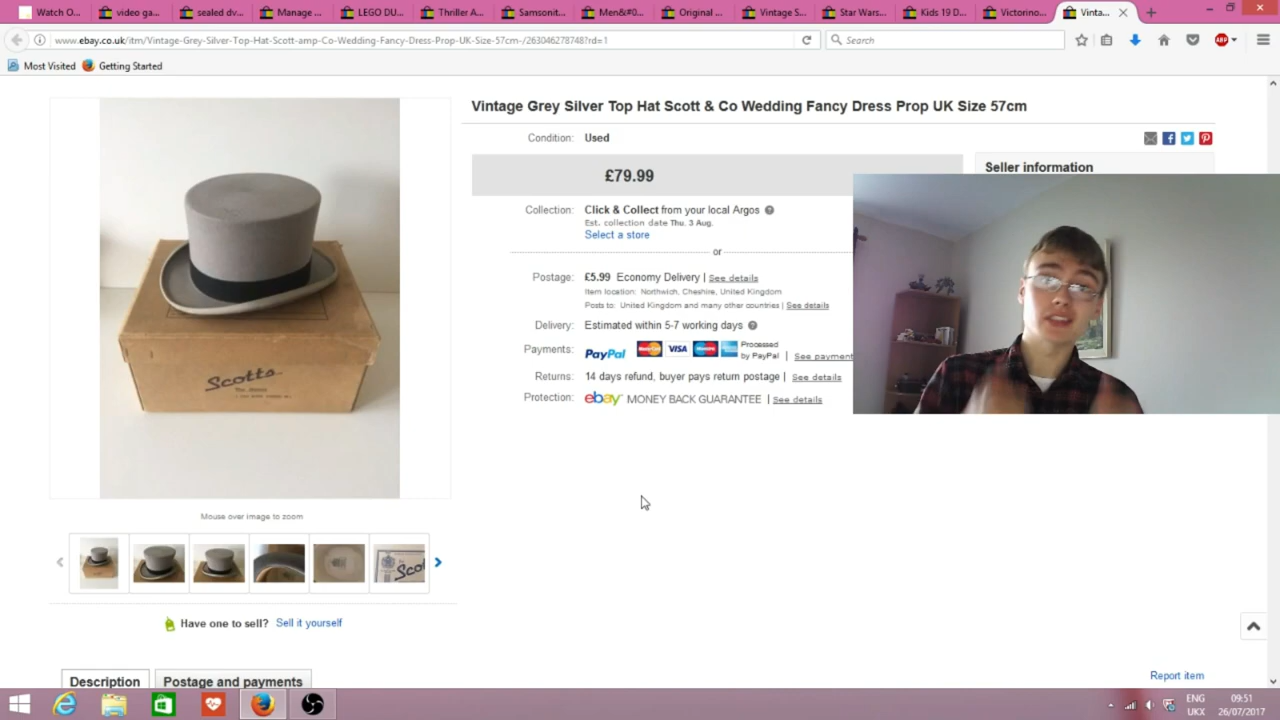 Watch O...
video ga...
sealed dv...
Manage ...
LEGO DU...
Thriller A...
Samsonit...
Men&#0...
Original ...
Vintage S...
Star Wars...
Kids 19 D...
Victorino...
Vinta...
www.ebay.co.uk/itm/Vintage-Grey-Silver-Top-Hat-Scott-amp-Co-Wedding-Fancy-Dress-Prop-UK-Size-57cm-/263046278748?rd=1
Search
ABP
Most Visited
Getting Started
Vintage Grey Silver Top Hat Scott & Co Wedding Fancy Dress Prop UK Size 57cm
Condition: Used
Seller information
£79.99
Collection: Click & Collect from your local Argos
Est. collection date Thu. 3 Aug.
Select a store
or
Postage: £5.99 Economy Delivery | See details
Item location: Northwich, Cheshire, United Kingdom
Posts to: United Kingdom and many other countries | See details
Delivery: Estimated within 5-7 working days
Payments: PayPal MasterCard VISA Maestro Processed
by PayPal | See payment
Returns: 14 days refund, buyer pays return postage | See details
Protection: ebay MONEY BACK GUARANTEE | See details
Scotts
Mouse over image to zoom
Sco
Have one to sell? Sell it yourself
Report item
Description
Postage and payments
ENG
UKX
09:51
26/07/2017